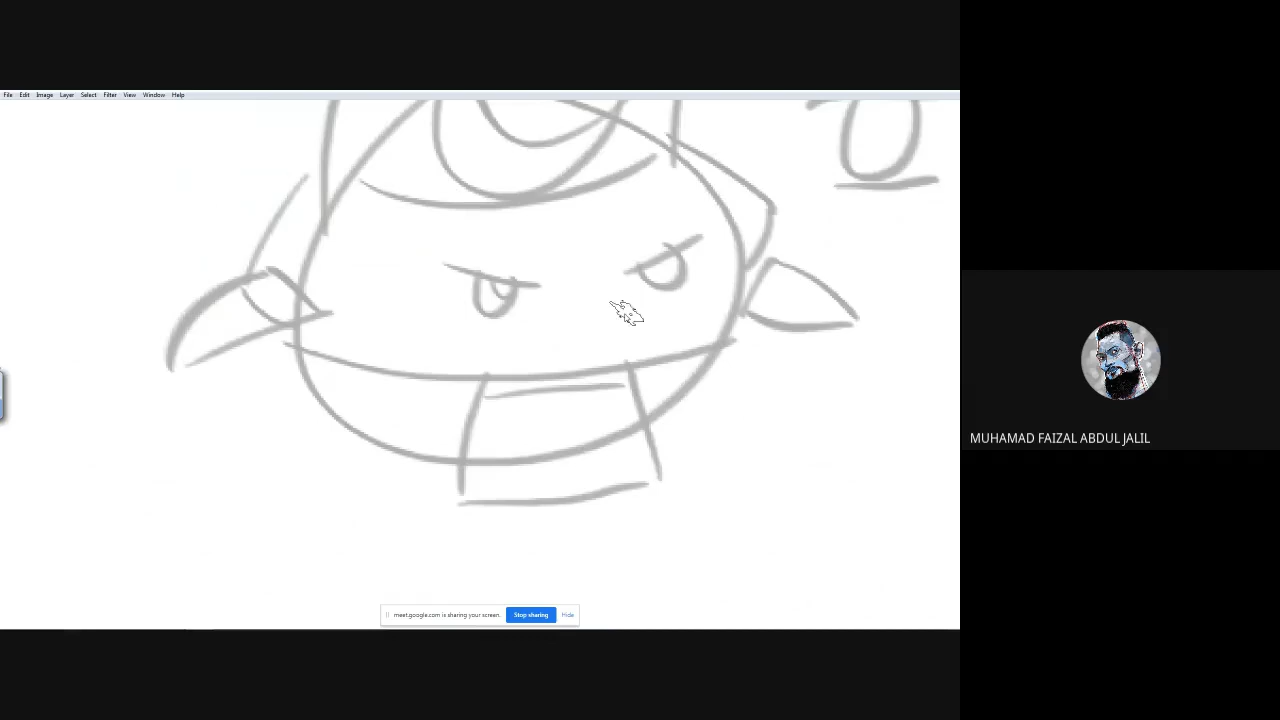 File Edit Image Layer Select Filter View Window Help
MUHAMAD FAIZAL ABDUL JALIL
meet.google.com is sharing your screen. Stop sharing Hide